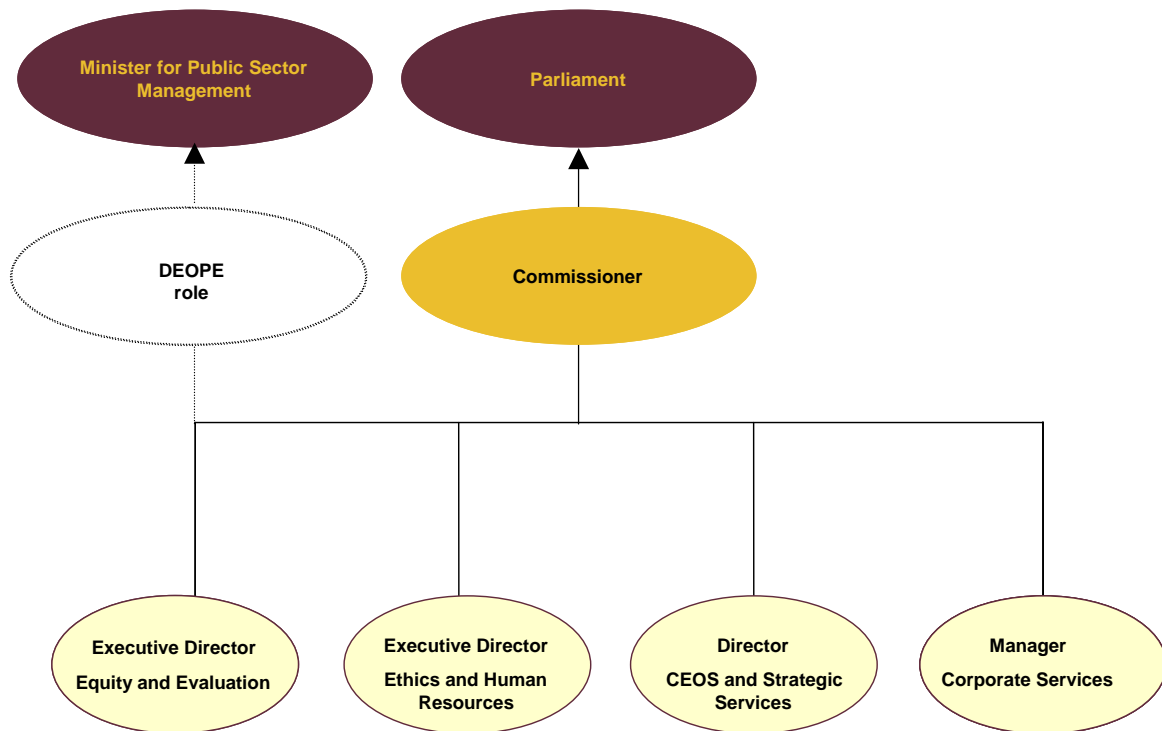 Minister for Public Sector
Management
Parliament
DEOPE
role
Commissioner
Executive Director
Equity and Evaluation
Executive Director
Ethics and Human
Resources
Director
CEOS and Strategic
Services
Manager
Corporate Services